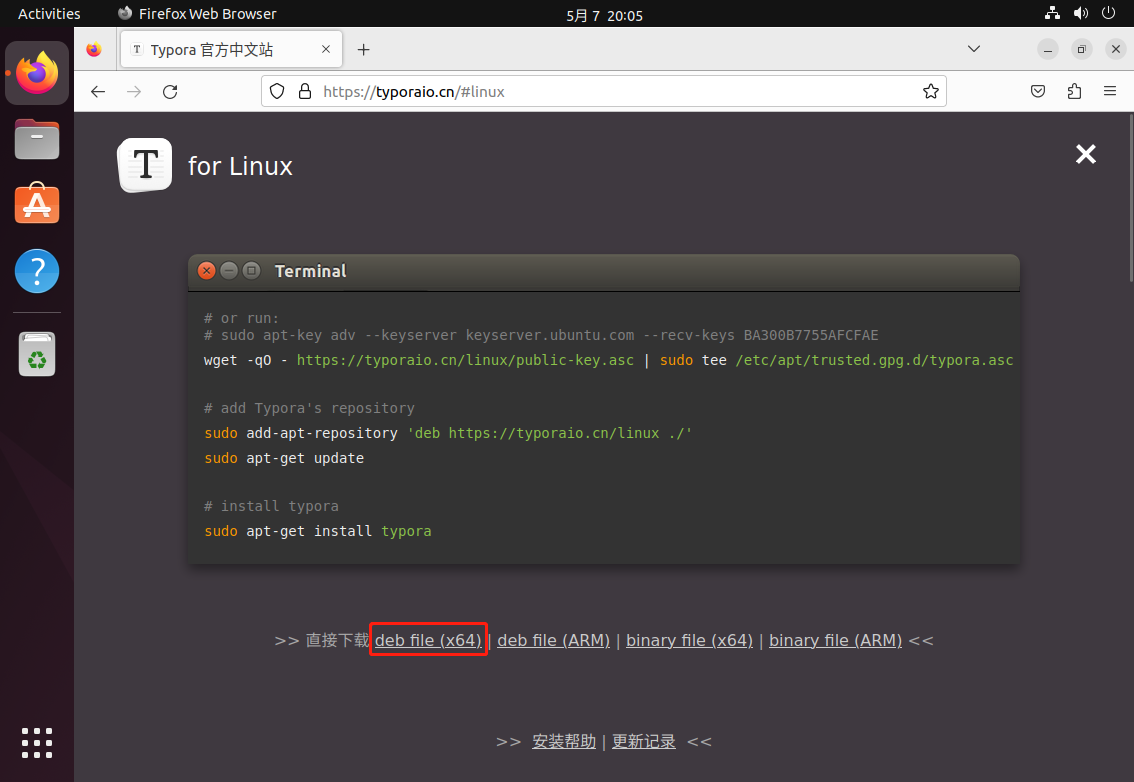 Activities Firefox Web Browser 5月 7 20:05
Typora 官方中文站
https://typoraio.cn/#linux
T for Linux
Terminal
# or run:
# sudo apt-key adv --keyserver keyserver.ubuntu.com --recv-keys BA300B7755AFCFAE
wget -qO - https://typoraio.cn/linux/public-key.asc | sudo tee /etc/apt/trusted.gpg.d/typora.asc
# add Typora's repository
sudo add-apt-repository 'deb https://typoraio.cn/linux ./'
sudo apt-get update
# install typora
sudo apt-get install typora
>> 直接下载 deb file (x64) | deb file (ARM) | binary file (x64) | binary file (ARM) <<
>> 安装帮助 | 更新记录 <<